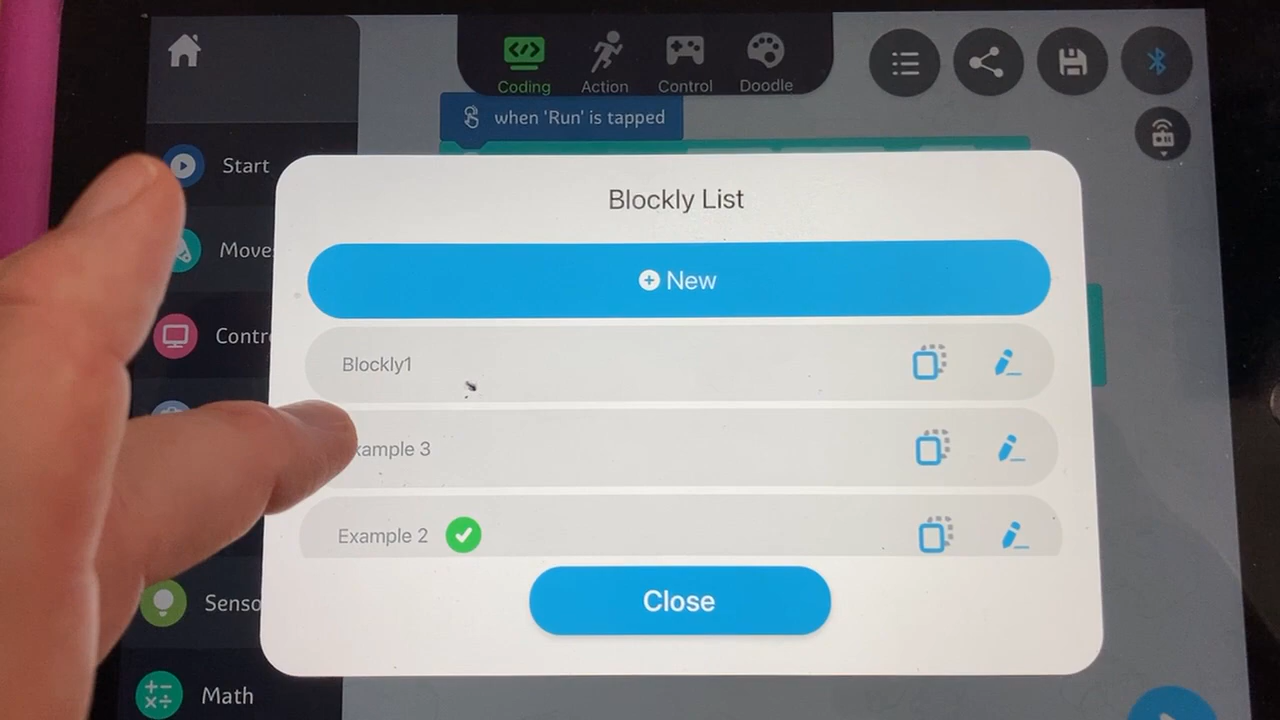 Coding
Action
Control
Doodle
when 'Run' is tapped
Start
Blockly List
New
Blockly1
Example 2
Close
Math